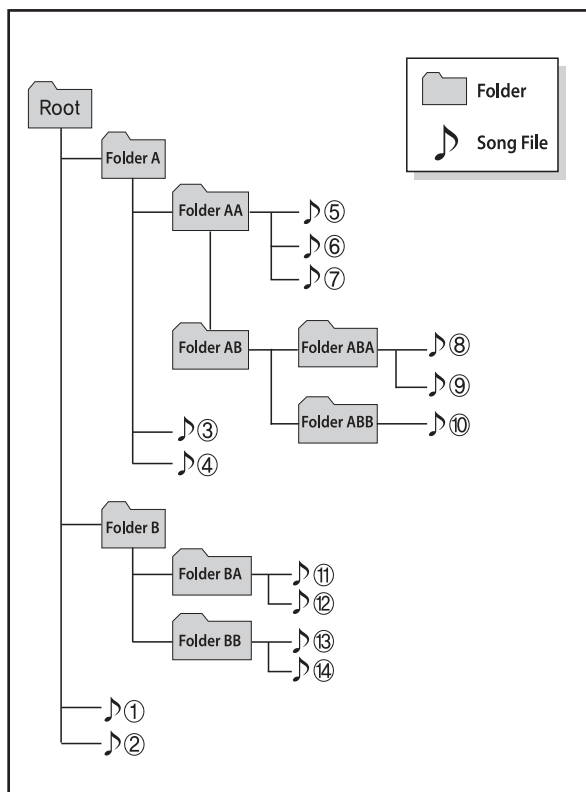 Root
Folder
Song File
Folder A
Folder AA
⑤
⑥
⑦
Folder AB
Folder ABA
⑧
⑨
Folder ABB
⑩
③
④
Folder B
Folder BA
⑪
⑫
Folder BB
⑬
⑭
①
②